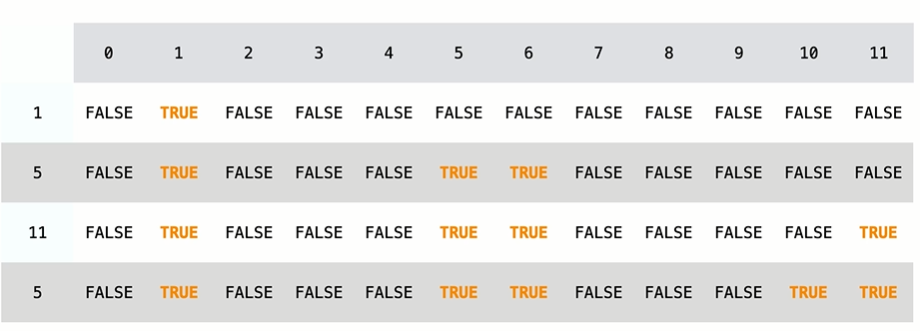 0 1 2 3 4 5 6 7 8 9 10 11
1 FALSE TRUE FALSE FALSE FALSE FALSE FALSE FALSE FALSE FALSE FALSE FALSE
5 FALSE TRUE FALSE FALSE FALSE TRUE TRUE FALSE FALSE FALSE FALSE FALSE
11 FALSE TRUE FALSE FALSE FALSE TRUE TRUE FALSE FALSE FALSE FALSE TRUE
5 FALSE TRUE FALSE FALSE FALSE TRUE TRUE FALSE FALSE FALSE TRUE TRUE